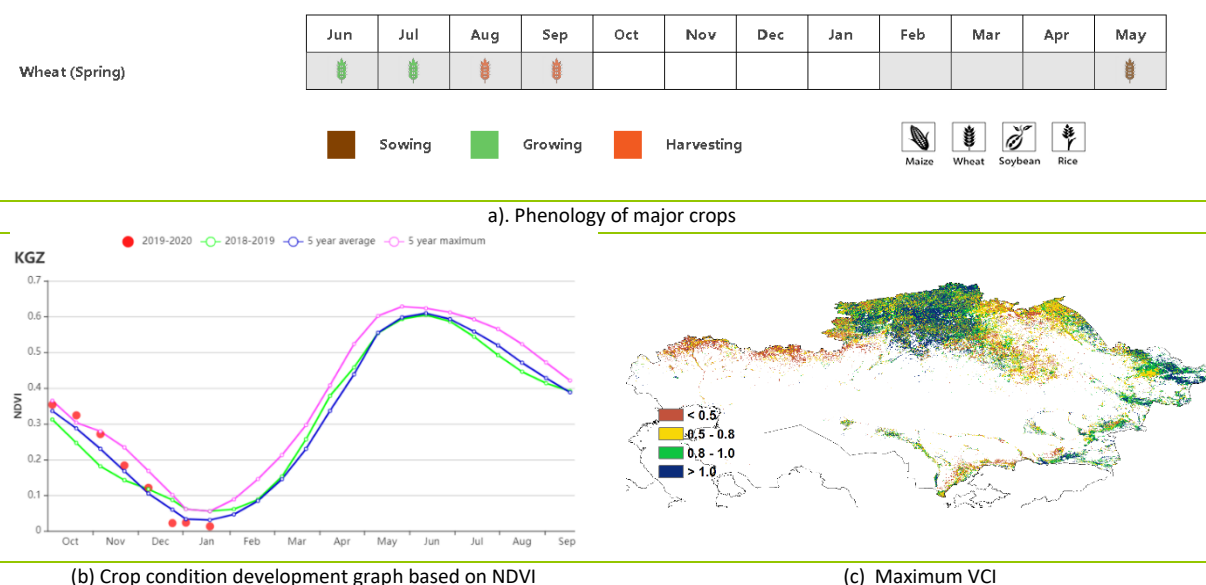 Jun Jul Aug Sep Oct Nov Dec Jan Feb Mar Apr May
Wheat (Spring)
Sowing Growing Harvesting
Maize Wheat Soybean Rice
a). Phenology of major crops
2019-2020 2018-2019 5 year average 5 year maximum
KGZ
0.7
0.6
0.5
0.4
0.3
0.2
0.1
0
NDVI
Oct Nov Dec Jan Feb Mar Apr May Jun Jul Aug Sep
< 0.5
0.5 - 0.8
0.8 - 1.0
> 1.0
(b) Crop condition development graph based on NDVI
(c) Maximum VCI